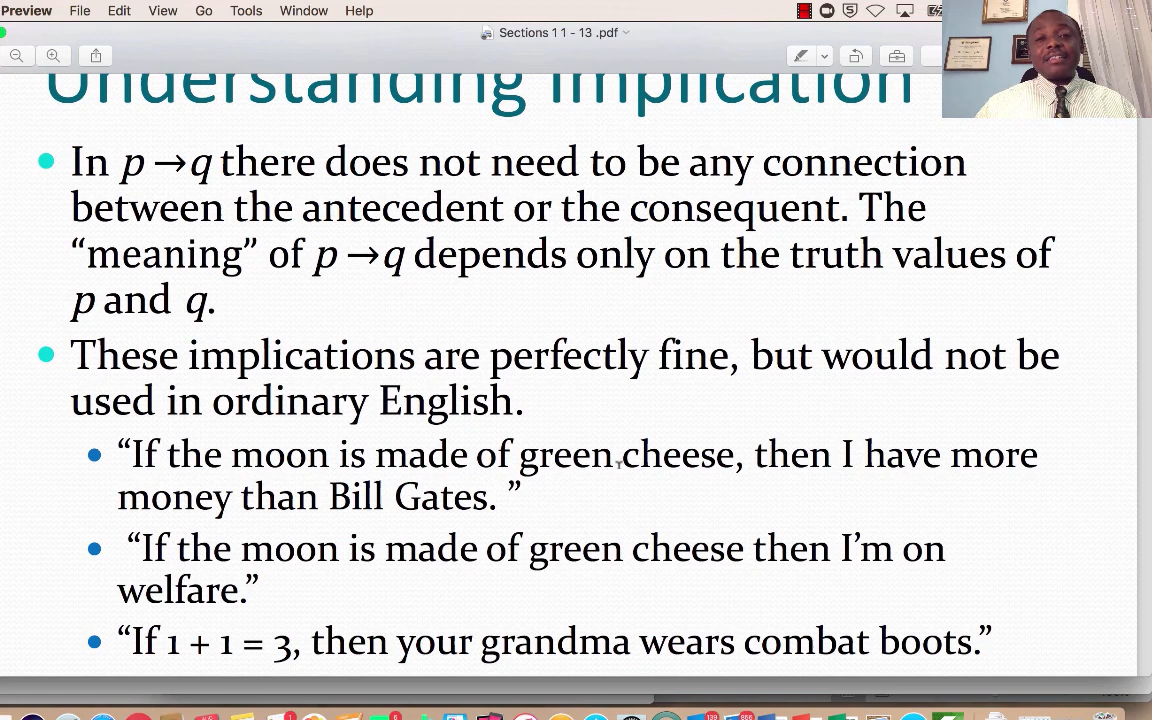 Preview File Edit View Go Tools Window Help
Sections 1 1 - 13 .pdf
Understanding Implication
In p → q there does not need to be any connection
between the antecedent or the consequent. The
“meaning” of p → q depends only on the truth values of
p and q.
These implications are perfectly fine, but would not be
used in ordinary English.
“If the moon is made of green cheese, then I have more
money than Bill Gates. ”
“If the moon is made of green cheese then I’m on
welfare.”
“If 1 + 1 = 3, then your grandma wears combat boots.”